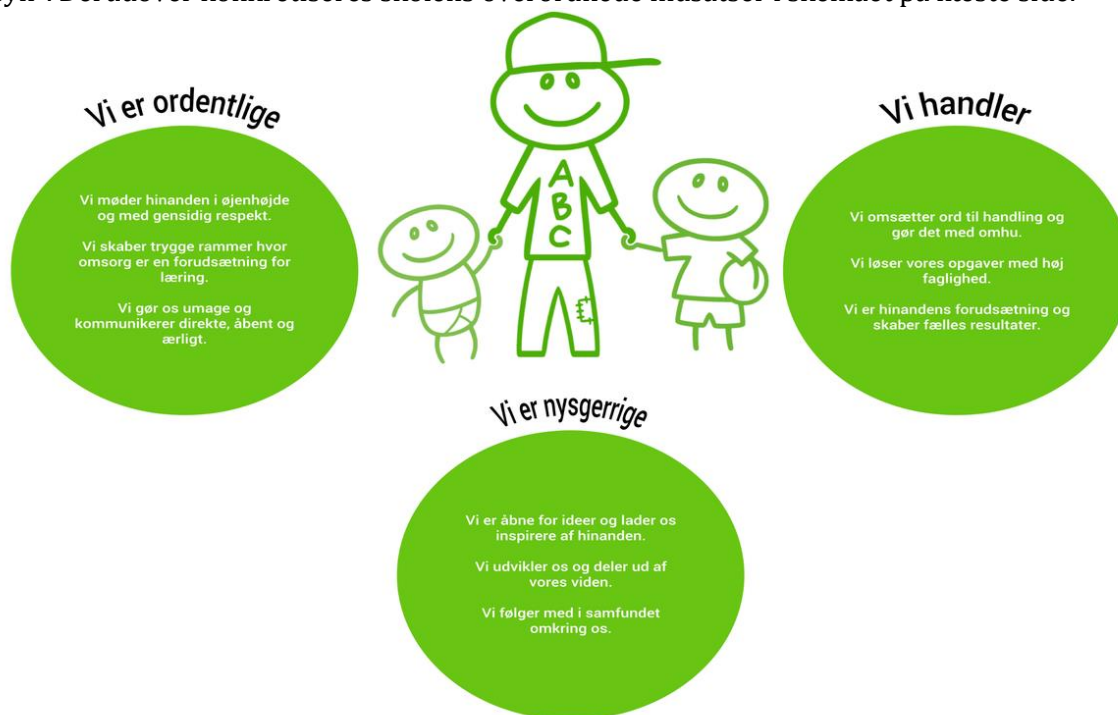 Vi er ordentlige
Vi møder hinanden i øjenhøjde
og med gensidig respekt.
Vi skaber trygge rammer hvor
omsorg er en forudsætning for
læring.
Vi gør os umage og
kommunikerer direkte, åbent og
ærligt.
A
B
C
Vi handler
Vi omsætter ord til handling og
gør det med omhu.
Vi løser vores opgaver med høj
faglighed.
Vi er hinandens forudsætning og
skaber fælles resultater.
Vi er nysgerrige
Vi er åbne for ideer og lader os
inspirere af hinanden.
Vi udvikler os og deler ud af
vores viden.
Vi følger med i samfundet
omkring os.